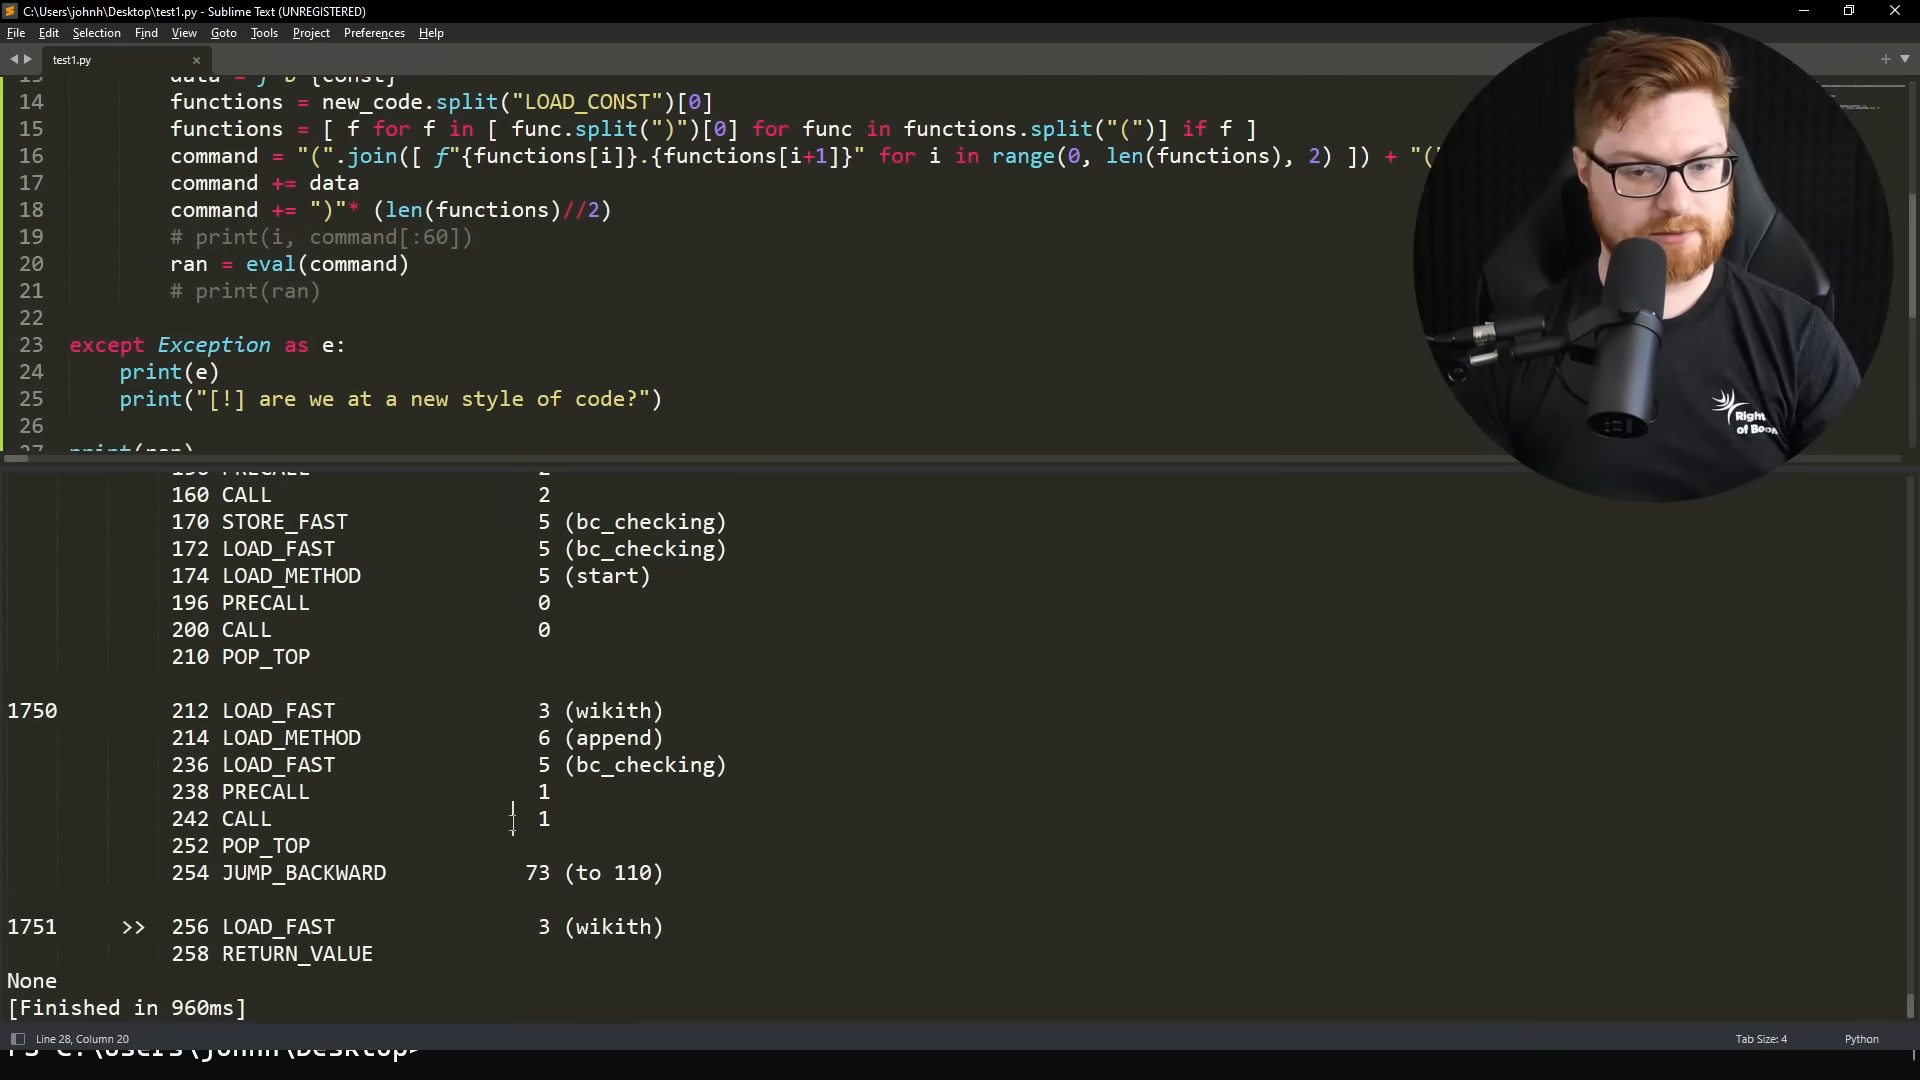 C:\Users\johnh\Desktop\test1.py - Sublime Text (UNREGISTERED)
File Edit Selection Find View Goto Tools Project Preferences Help
test1.py
14 functions = new_code.split("LOAD_CONST")[0]
15 functions = [ f for f in [ func.split(")")[0] for func in functions.split("(")] if f ]
16 command = "(".join([ f"{functions[i]}.{functions[i+1]}" for i in range(0, len(functions), 2) ]) + "(
17 command += data
18 command += ")"* (len(functions)//2)
19 # print(i, command[:60])
20 ran = eval(command)
21 # print(ran)
22
23 except Exception as e:
24 print(e)
25 print("[!] are we at a new style of code?")
26
Right
of Boom
160 CALL 2
170 STORE_FAST 5 (bc_checking)
172 LOAD_FAST 5 (bc_checking)
174 LOAD_METHOD 5 (start)
196 PRECALL 0
200 CALL 0
210 POP_TOP
1750 212 LOAD_FAST 3 (wikith)
214 LOAD_METHOD 6 (append)
236 LOAD_FAST 5 (bc_checking)
238 PRECALL 1
242 CALL 1
252 POP_TOP
254 JUMP_BACKWARD 73 (to 110)
1751 >> 256 LOAD_FAST 3 (wikith)
258 RETURN_VALUE
None
[Finished in 960ms]
Line 28, Column 20 Tab Size: 4 Python
PS C:\Users\johnh\Desktop>